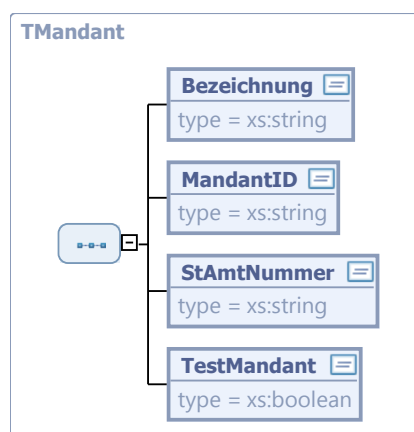 TMandant
Bezeichnung
type = xs:string
MandantID
type = xs:string
StAmtNummer
type = xs:string
TestMandant
type = xs:boolean